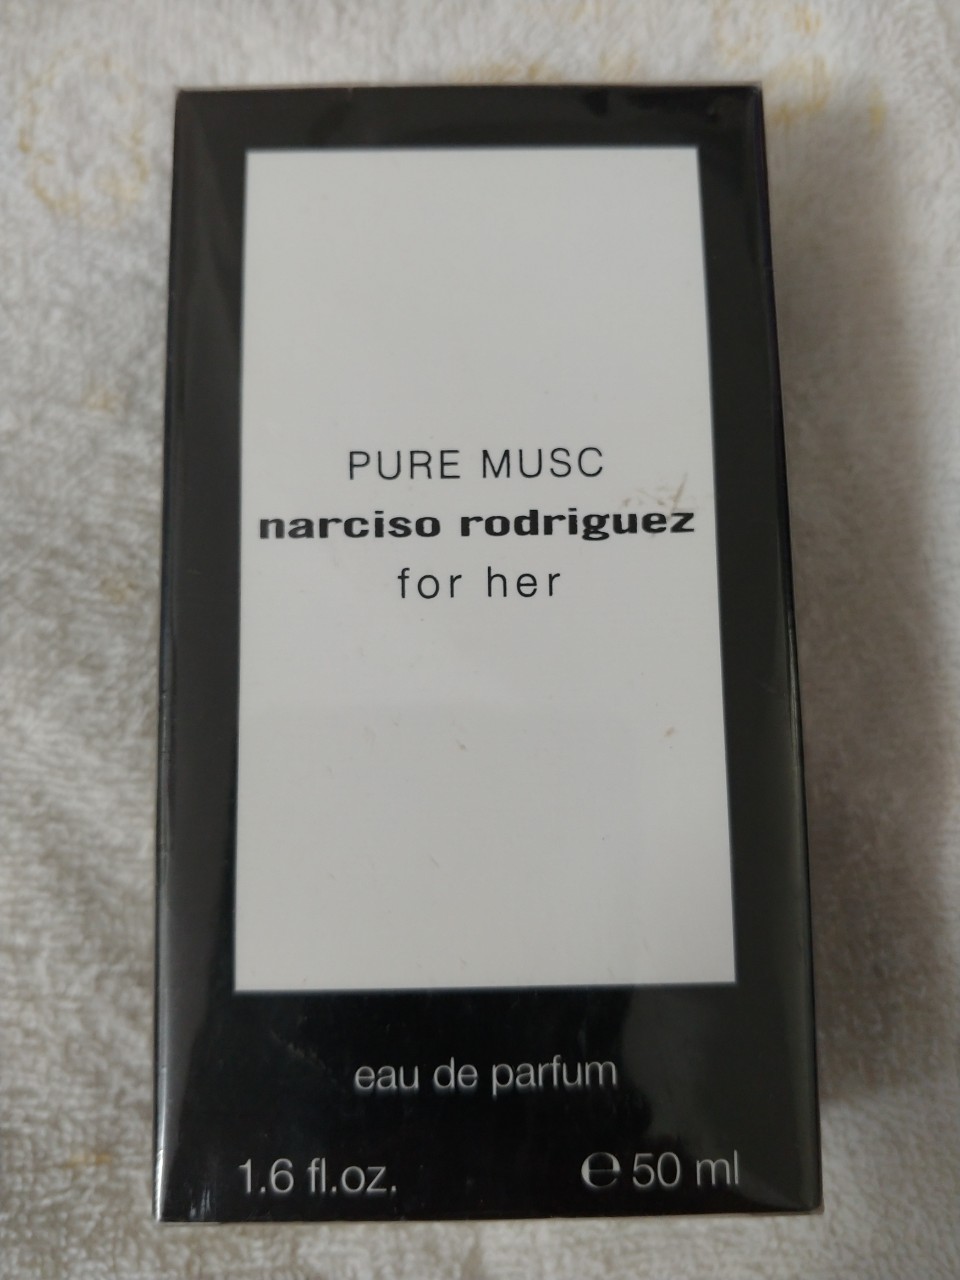 PURE MUSC
narciso rodriguez
for her
eau de parfum
1.6 fl.oz. ℮ 50 ml